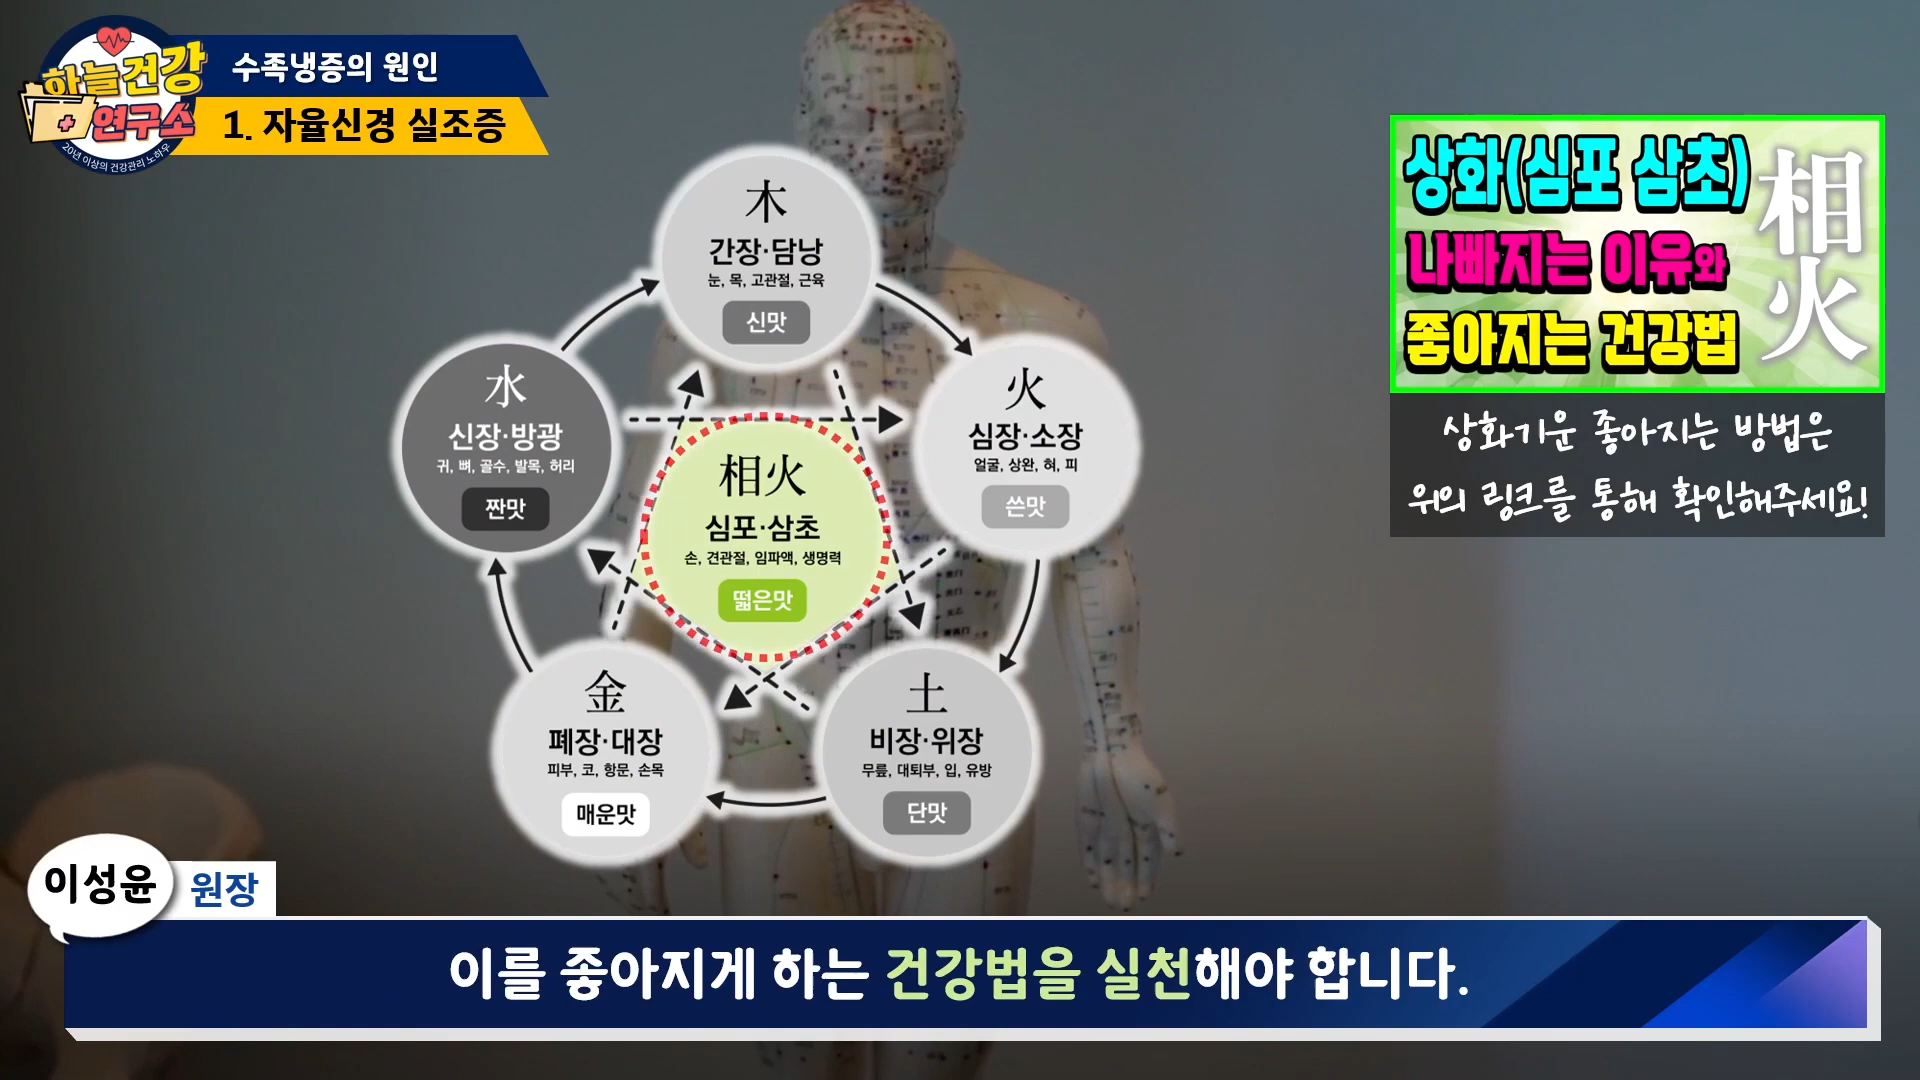 하늘건강
연구소
20년 이상의 건강관리 노하우
수족냉증의 원인
1. 자율신경 실조증
木
간장·담낭
눈, 목, 고관절, 근육
신맛
水
신장·방광
귀, 뼈, 골수, 발목, 허리
짠맛
火
심장·소장
얼굴, 상완, 혀, 피
쓴맛
相火
심포·삼초
손, 견관절, 임파액, 생명력
떫은맛
金
폐장·대장
피부, 코, 항문, 손목
매운맛
土
비장·위장
무릎, 대퇴부, 입, 유방
단맛
상화(심포 삼초)
나빠지는 이유와
좋아지는 건강법
相火
상화기운 좋아지는 방법은
위의 링크를 통해 확인해주세요!
이성윤 원장
이를 좋아지게 하는 건강법을 실천해야 합니다.